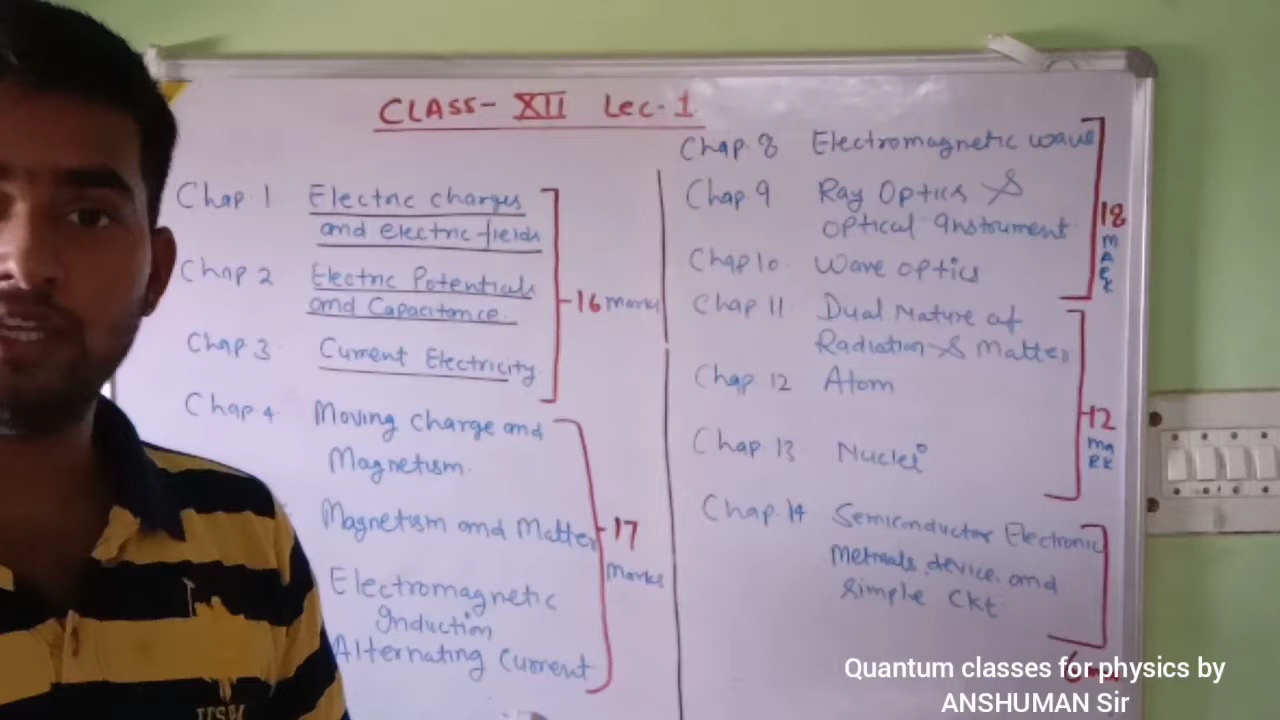 CLASS- XII Lec-1
Chap. 1 Electric charges
and electric fields
Chap 2 Electric Potentials
and Capacitance.
Chap 3 Current Electricity
16 marks
Chap 4 Moving charge and
Magnetism.
Magnetism and Matter
Electromagnetic
Induction
Alternating Current
17
marks
Chap. 8 Electromagnetic wave
Chap. 9 Ray Optics &
optical Instrument
Chap 10. Wave optics
18
MARK
Chap 11. Dual Nature of
Radiation & Matter
Chap. 12 Atom
Chap. 13 Nuclei
12
maRK
Chap. 14 Semiconductor Electronic
device. and
Simple CKt
6
Quantum classes for physics by
ANSHUMAN Sir